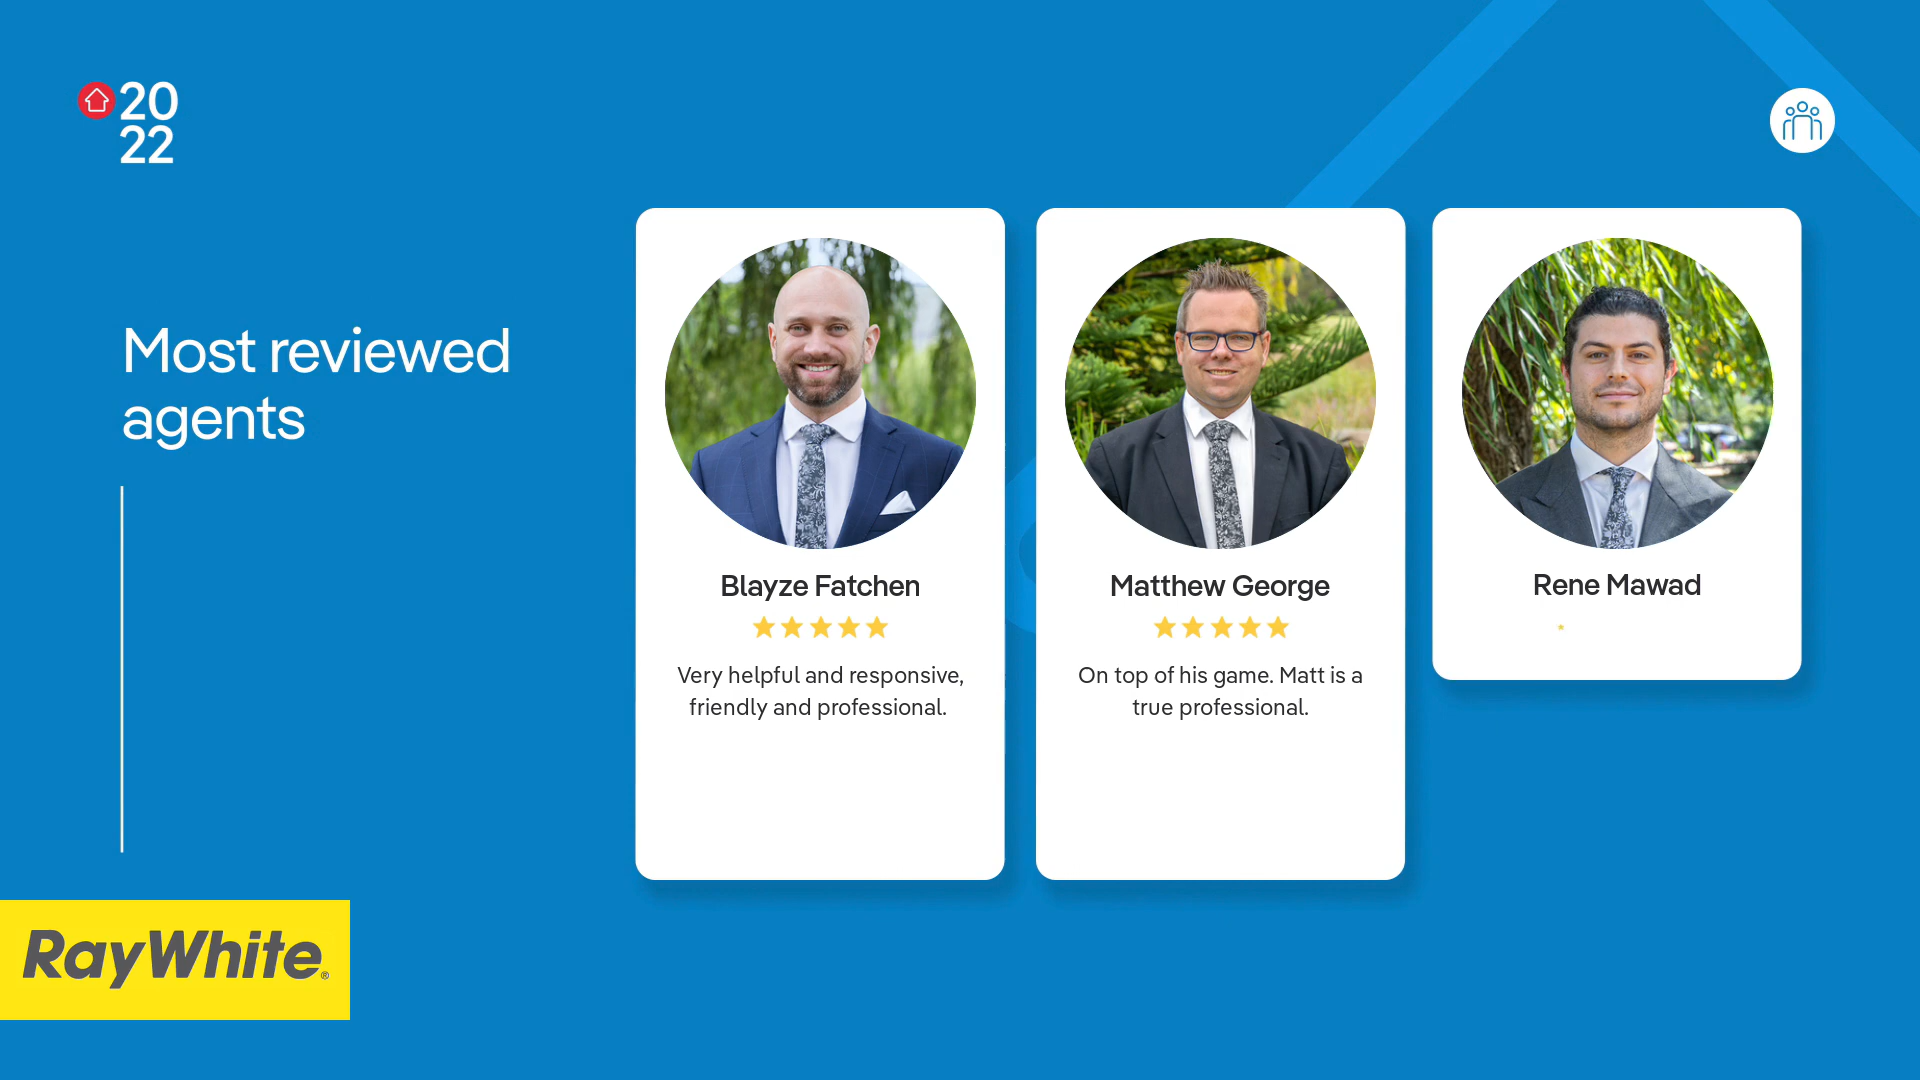 20
22
Most reviewed
agents
Blayze Fatchen
Very helpful and responsive,
friendly and professional.
Matthew George
On top of his game. Matt is a
true professional.
Rene Mawad
RayWhite®